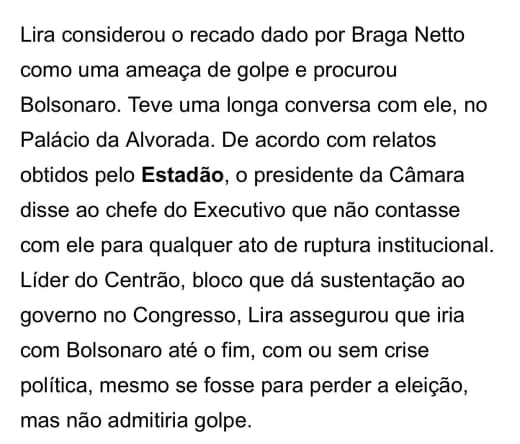 Lira considerou o recado dado por Braga Netto
como uma ameaça de golpe e procurou
Bolsonaro. Teve uma longa conversa com ele, no
Palácio da Alvorada. De acordo com relatos
obtidos pelo Estadão, o presidente da Câmara
disse ao chefe do Executivo que não contasse
com ele para qualquer ato de ruptura institucional.
Líder do Centrão, bloco que dá sustentação ao
governo no Congresso, Lira assegurou que iria
com Bolsonaro até o fim, com ou sem crise
política, mesmo se fosse para perder a eleição,
mas não admitiria golpe.